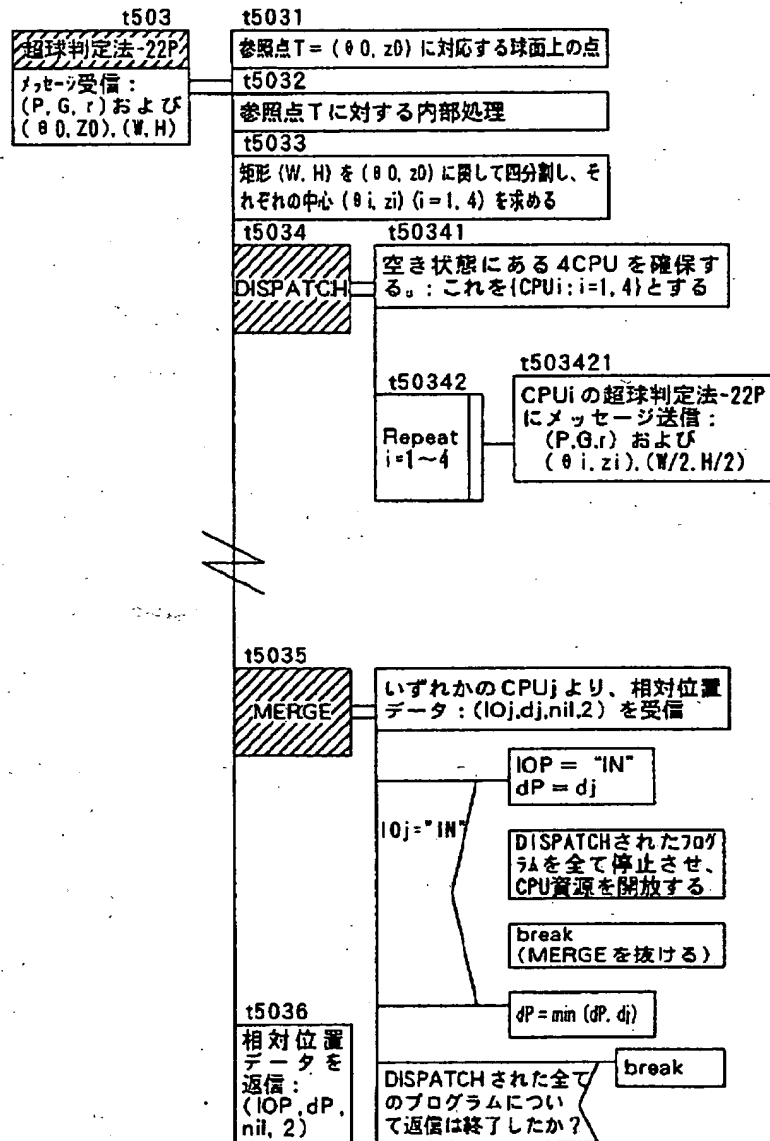 t503
超球判定法-22P
メッセージ受信:
(P, G, r) および
(θ0, Z0), (W, H)
t5031
参照点T= (θ0, z0) に対応する球面上の点
t5032
参照点Tに対する内部処理
t5033
矩形 (W, H) を (θ0, z0) に関して四分割し、そ
れぞれの中心 (θi, zi) (i=1, 4) を求める
t5034
DISPATCH
t50341
空き状態にある4CPUを確保す
る。: これを{CPUi;i=1, 4}とする
t50342
Repeat
i=1～4
t503421
CPUiの超球判定法-22P
にメッセージ送信:
(P.G.r) および
(θi. zi). (W/2. H/2)
t5035
MERGE
いずれかのCPUjより、相対位置
データ: (IOj,dj,nil,2) を受信
IOj="IN"
IOP = "IN"
dP = dj
DISPATCHされたプログ
ラムを全て停止させ、
CPU資源を開放する
break
(MERGEを抜ける)
dP = min (dP. dj)
t5036
相対位置
データを
返信:
(IOP, dP,
nil, 2)
DISPATCHされた全て
のプログラムについ
て返信は終了したか?
break